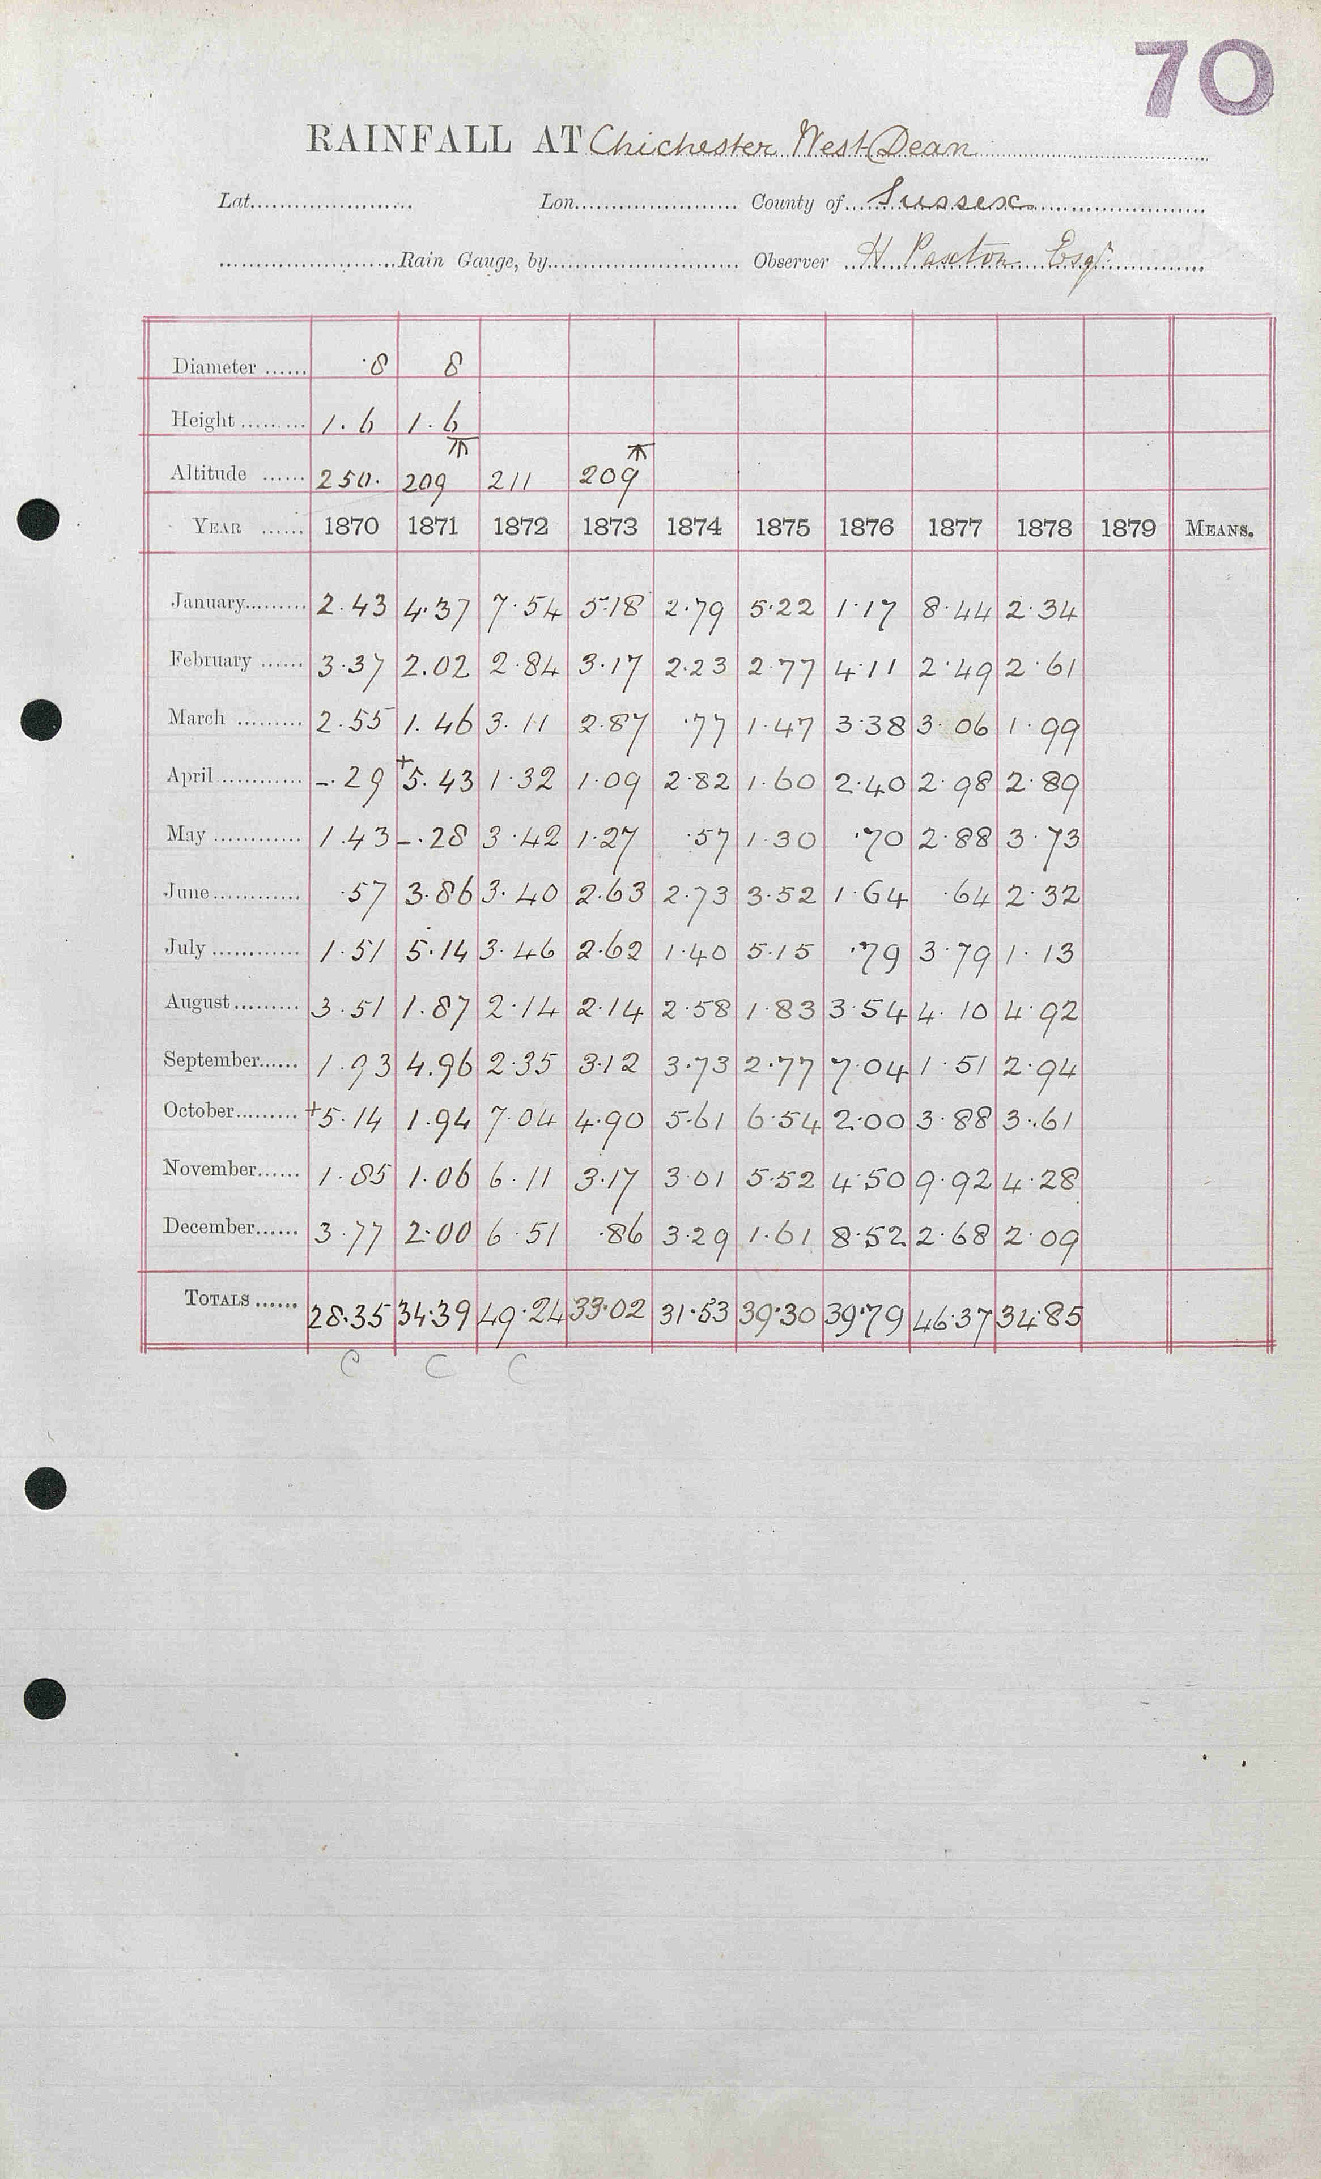 70
RAINFALL AT Chichester West Dean
Lat. Lon. County of Sussex
Rain Gauge, by Observer H Paxton Esqr
Diameter 8 8
Height 1.6 1.6
Altitude 250. 209 211 209
YEAR 1870 1871 1872 1873 1874 1875 1876 1877 1878 1879 MEANS.
January 2.43 4.37 7.54 5.18 2.79 5.22 1.17 8.44 2.34
February 3.37 2.02 2.84 3.17 2.23 2.77 4.11 2.49 2.61
March 2.55 1.46 3.11 2.87 .77 1.47 3.38 3.06 1.99
April -.29 +5.43 1.32 1.09 2.82 1.60 2.40 2.98 2.89
May 1.43 -.28 3.42 1.27 .57 1.30 .70 2.88 3.73
June .57 3.86 3.40 2.63 2.73 3.52 1.64 .64 2.32
July 1.51 5.14 3.46 2.62 1.40 5.15 .79 3.79 1.13
August 3.51 1.87 2.14 2.14 2.58 1.83 3.54 4.10 4.92
September 1.93 4.96 2.35 3.12 3.73 2.77 7.04 1.51 2.94
October +5.14 1.94 7.04 4.90 5.61 6.54 2.00 3.88 3.61
November 1.85 1.06 6.11 3.17 3.01 5.52 4.50 9.92 4.28
December 3.77 2.00 6.51 .86 3.29 1.61 8.52 2.68 2.09
TOTALS 28.35 34.39 49.24 33.02 31.53 39.30 39.79 46.37 34.85
C C C